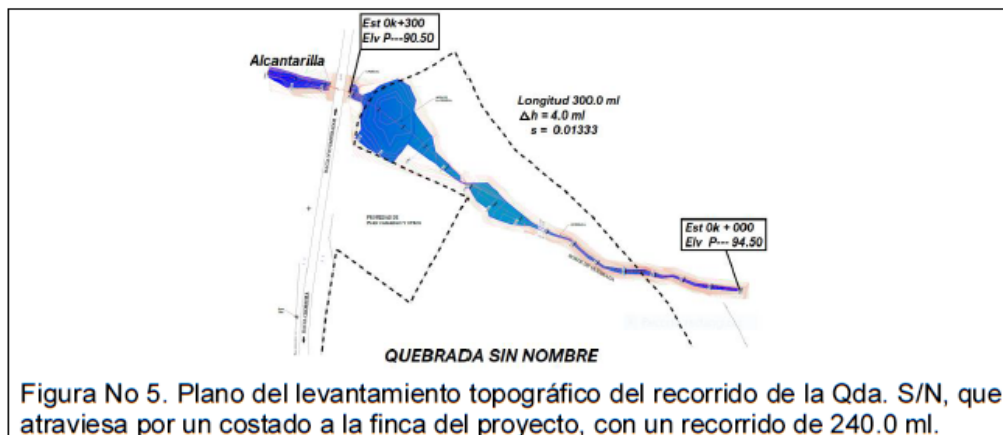 Est 0k+300
Elv P---90.50
Alcantarilla
Longitud 300.0 ml
Δh = 4.0 ml
s = 0.01333
Est 0k + 000
Elv P--- 94.50
QUEBRADA SIN NOMBRE
Figura No 5. Plano del levantamiento topográfico del recorrido de la Qda. S/N, que
atraviesa por un costado a la finca del proyecto, con un recorrido de 240.0 ml.